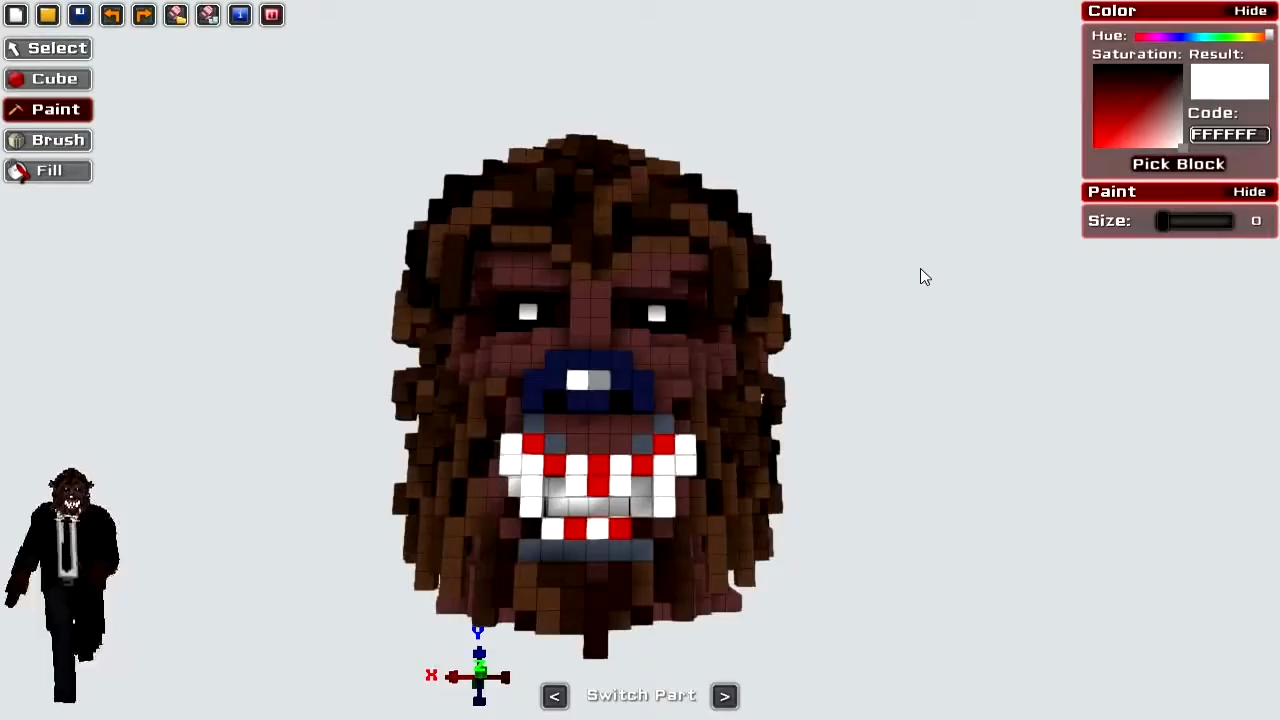 Color Hide
Select
Hue:
Saturation: Result:
Cube
Paint
Code:
FFFFFF
Brush
Pick Block
Fill
Paint Hide
Size: 0
Y
Z
X
< Switch Part >